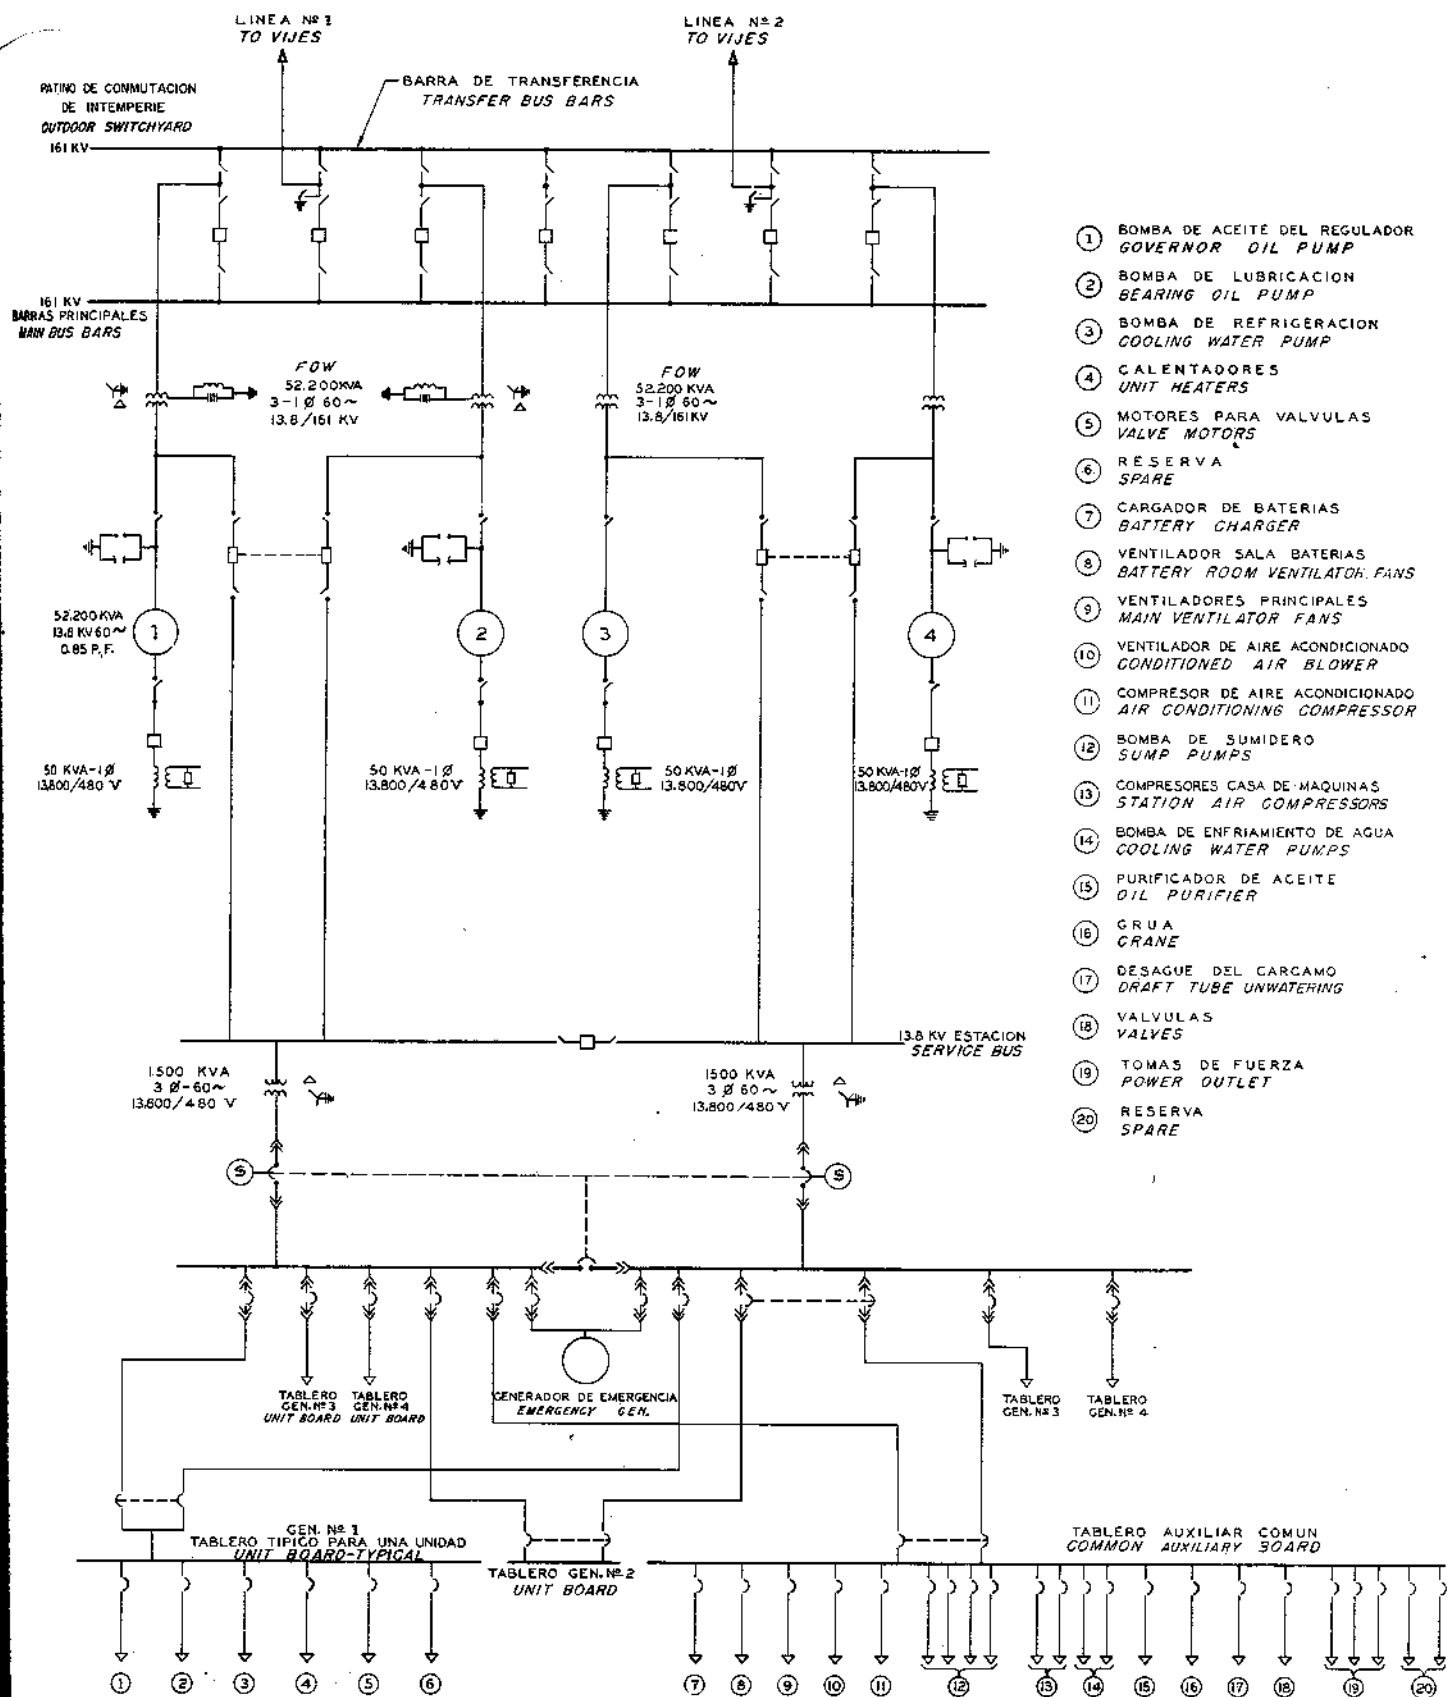 LINEA Nº 1
TO VIJES
LINEA Nº 2
TO VIJES
PATIO DE CONMUTACION
DE INTEMPERIE
OUTDOOR SWITCHYARD
161 KV
BARRA DE TRANSFERENCIA
TRANSFER BUS BARS
161 KV
BARRAS PRINCIPALES
MAIN BUS BARS
FOW
52.200KVA
3-1Ø 60~
13.8/161 KV
FOW
52.200 KVA
3-1Ø 60~
13.8/161KV
52.200 KVA
13.8 KV 60~
0.85 P.F.
1
2
3
4
50 KVA-1Ø
13,800/480 V
50 KVA-1Ø
13.800/480V
50 KVA-1Ø
13.800/480V
50 KVA-1Ø
13.800/480V
13.8 KV ESTACION
SERVICE BUS
1.500 KVA
3 Ø-60~
13.800/480 V
1500 KVA
3 Ø 60~
13.800/480 V
S
S
TABLERO
GEN. Nº 3
UNIT BOARD
TABLERO
GEN. Nº 4
UNIT BOARD
GENERADOR DE EMERGENCIA
EMERGENCY GEN.
TABLERO
GEN. Nº 3
TABLERO
GEN. Nº 4
GEN. Nº 1
TABLERO TIPICO PARA UNA UNIDAD
UNIT BOARD-TYPICAL
TABLERO GEN. Nº 2
UNIT BOARD
TABLERO AUXILIAR COMUN
COMMON AUXILIARY BOARD
1 2 3 4 5 6 7 8 9 10 11 12 13 14 15 16 17 18 19 20
1 BOMBA DE ACEITE DEL REGULADOR
GOVERNOR OIL PUMP
2 BOMBA DE LUBRICACION
BEARING OIL PUMP
3 BOMBA DE REFRIGERACION
COOLING WATER PUMP
4 CALENTADORES
UNIT HEATERS
5 MOTORES PARA VALVULAS
VALVE MOTORS
6 RESERVA
SPARE
7 CARGADOR DE BATERIAS
BATTERY CHARGER
8 VENTILADOR SALA BATERIAS
BATTERY ROOM VENTILATOR FANS
9 VENTILADORES PRINCIPALES
MAIN VENTILATOR FANS
10 VENTILADOR DE AIRE ACONDICIONADO
CONDITIONED AIR BLOWER
11 COMPRESOR DE AIRE ACONDICIONADO
AIR CONDITIONING COMPRESSOR
12 BOMBA DE SUMIDERO
SUMP PUMPS
13 COMPRESORES CASA DE MAQUINAS
STATION AIR COMPRESSORS
14 BOMBA DE ENFRIAMIENTO DE AGUA
COOLING WATER PUMPS
15 PURIFICADOR DE ACEITE
OIL PURIFIER
16 GRUA
CRANE
17 DESAGUE DEL CARCAMO
DRAFT TUBE UNWATERING
18 VALVULAS
VALVES
19 TOMAS DE FUERZA
POWER OUTLET
20 RESERVA
SPARE